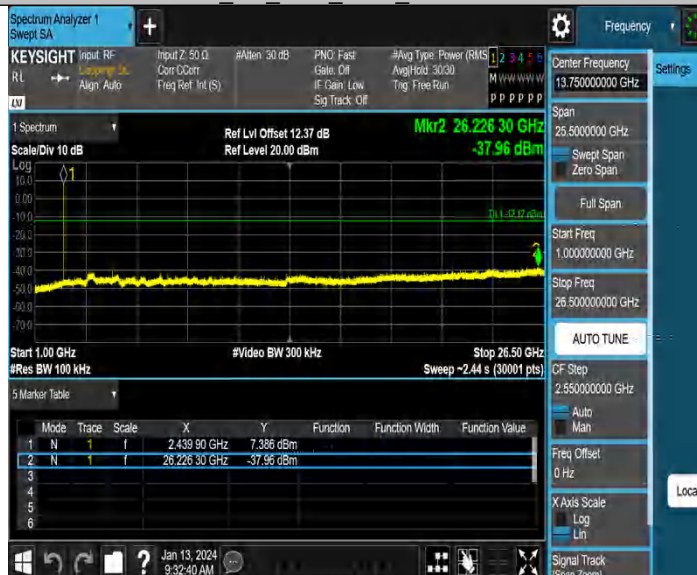 Spectrum Analyzer 1
Swept SA
+
Frequency
KEYSIGHT
Input: RF
Input Z: 50 Ω
#Atten: 30 dB
PNO: Fast
#Avg Type: Power (RMS
1 2 3 4 5 6
RL
Corr CCorr
Gate: Off
Avg|Hold: 30/30
M W W W W W
Align: Auto
Freq Ref: Int (S)
IF Gain: Low
Trig: Free Run
Sig Track: Off
P P P P P P
LXI
Center Frequency
13.750000000 GHz
Settings
Span
25.5000000 GHz
Swept Span
Zero Span
Full Span
Start Freq
1.000000000 GHz
Stop Freq
26.500000000 GHz
AUTO TUNE
CF Step
2.550000000 GHz
Auto
Man
Freq Offset
0 Hz
X Axis Scale
Log
Lin
Signal Track
(Span Zoom)
Loca
1 Spectrum
Ref Lvl Offset 12.37 dB
Mkr2 26.226 30 GHz
Scale/Div 10 dB
Ref Level 20.00 dBm
-37.96 dBm
Log
10.0
0.00
-10.0
-20.0
-30.0
-40.0
-50.0
-60.0
-70.0
1
Start 1.00 GHz
#Video BW 300 kHz
Stop 26.50 GHz
#Res BW 100 kHz
Sweep ~2.44 s (30001 pts)
5 Marker Table
Mode Trace Scale X Y Function Function Width Function Value
1 N 1 f 2.439 90 GHz 7.386 dBm
2 N 1 f 26.226 30 GHz -37.96 dBm
3
4
5
6
?
Jan 13, 2024
9:32:40 AM